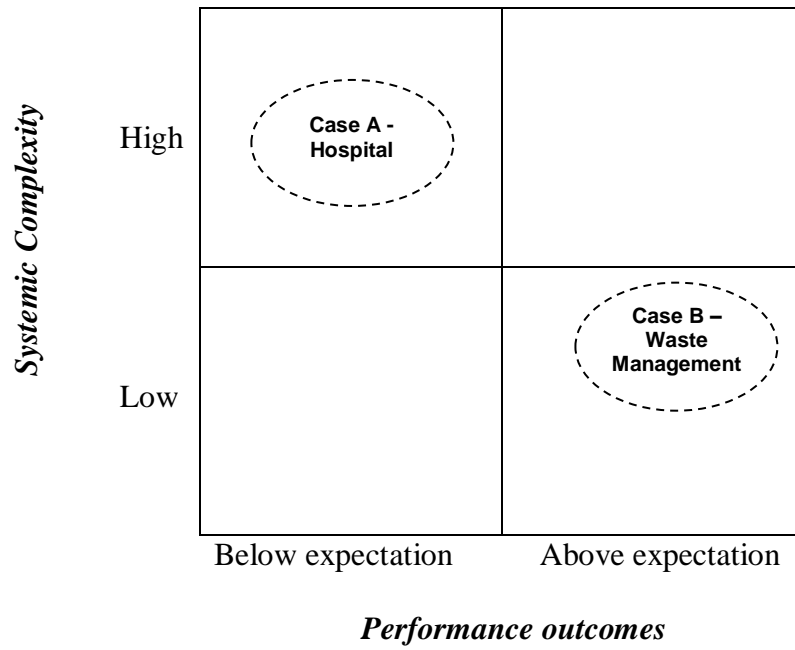 Systemic Complexity
High
Case A -
Hospital
Case B –
Waste
Management
Low
Below expectation
Above expectation
Performance outcomes